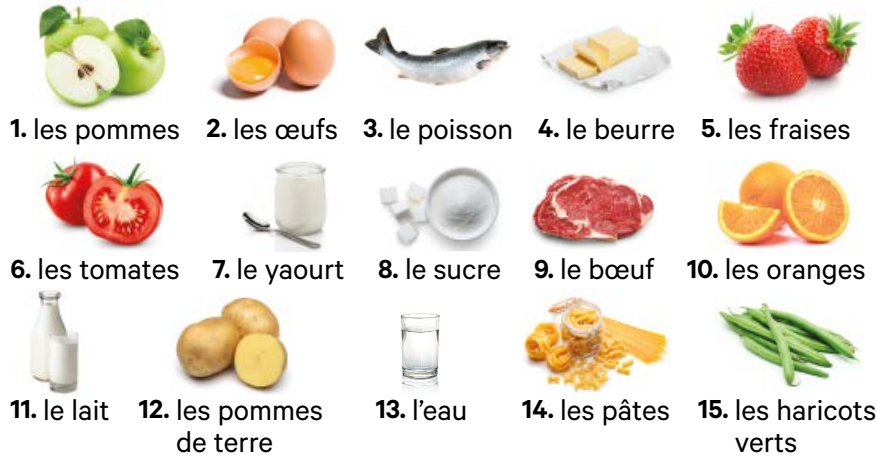 1. les pommes 2. les œufs 3. le poisson 4. le beurre 5. les fraises
6. les tomates 7. le yaourt 8. le sucre 9. le bœuf 10. les oranges
11. le lait 12. les pommes 13. l'eau 14. les pâtes 15. les haricots
de terre verts